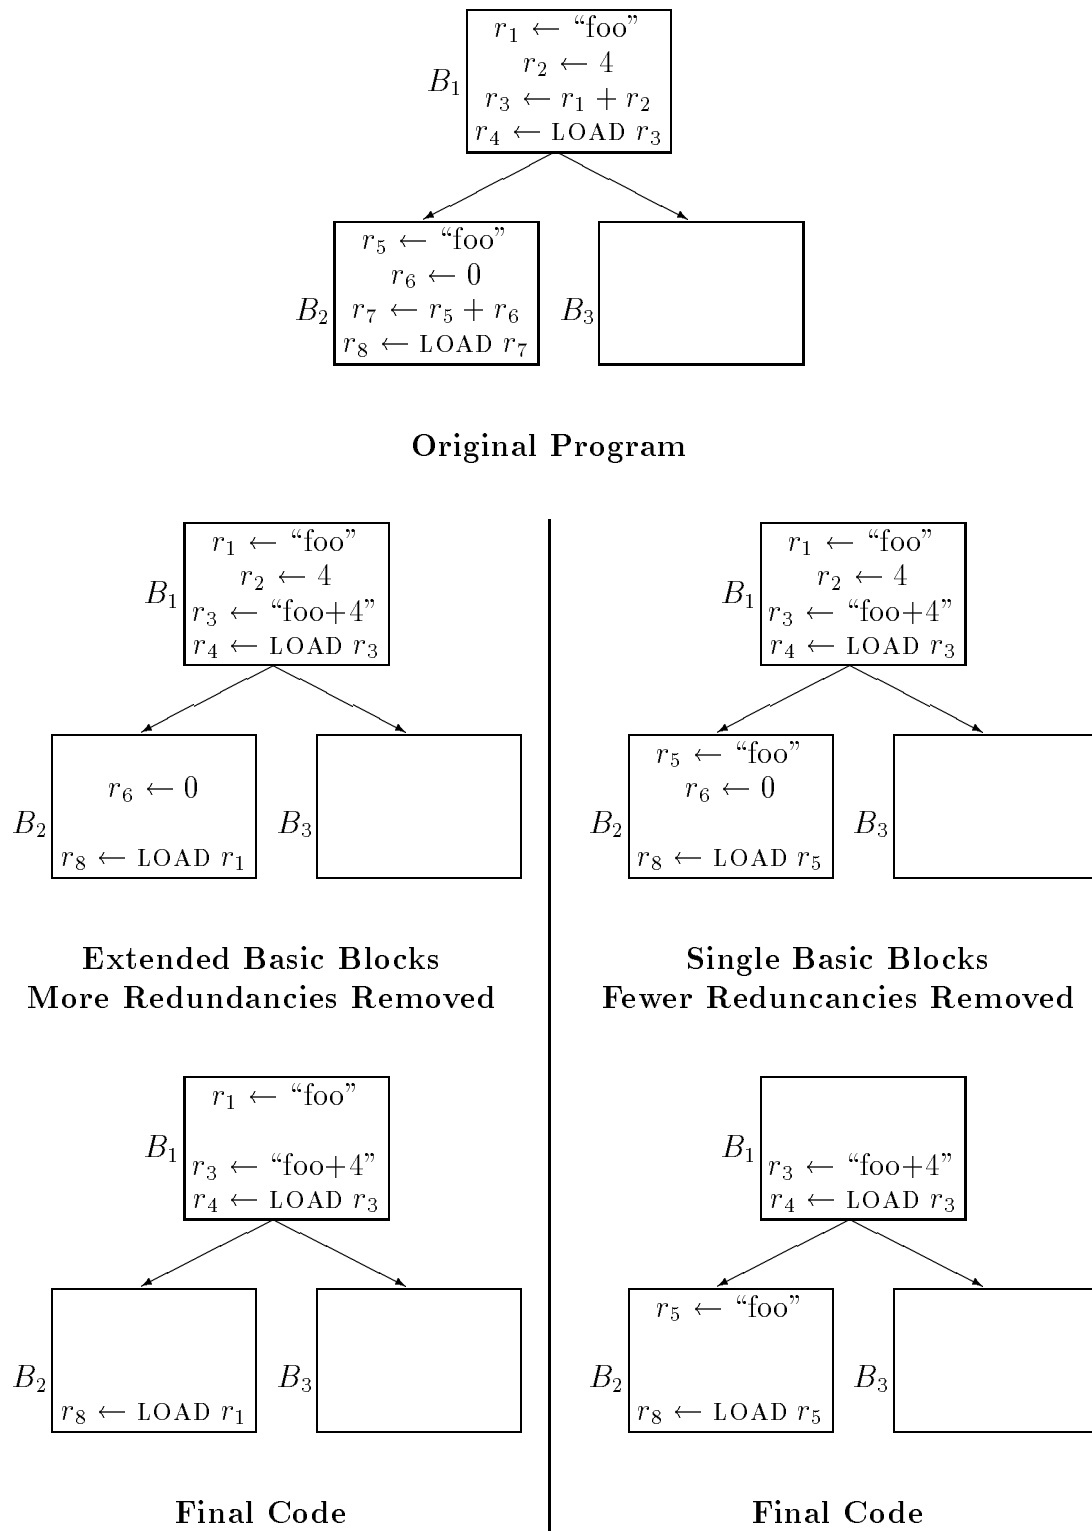 r₁ ← “foo”
r₂ ← 4
B₁
r₃ ← r₁ + r₂
r₄ ← LOAD r₃
r₅ ← “foo”
r₆ ← 0
B₂
r₇ ← r₅ + r₆
B₃
r₈ ← LOAD r₇
Original Program
r₁ ← “foo”
r₂ ← 4
B₁
r₃ ← “foo+4”
r₄ ← LOAD r₃
r₆ ← 0
B₂
B₃
r₈ ← LOAD r₁
Extended Basic Blocks
More Redundancies Removed
r₁ ← “foo”
B₁
r₃ ← “foo+4”
r₄ ← LOAD r₃
B₂
B₃
r₈ ← LOAD r₁
Final Code
r₁ ← “foo”
r₂ ← 4
B₁
r₃ ← “foo+4”
r₄ ← LOAD r₃
r₅ ← “foo”
r₆ ← 0
B₂
B₃
r₈ ← LOAD r₅
Single Basic Blocks
Fewer Reduncancies Removed
B₁
r₃ ← “foo+4”
r₄ ← LOAD r₃
r₅ ← “foo”
B₂
B₃
r₈ ← LOAD r₅
Final Code